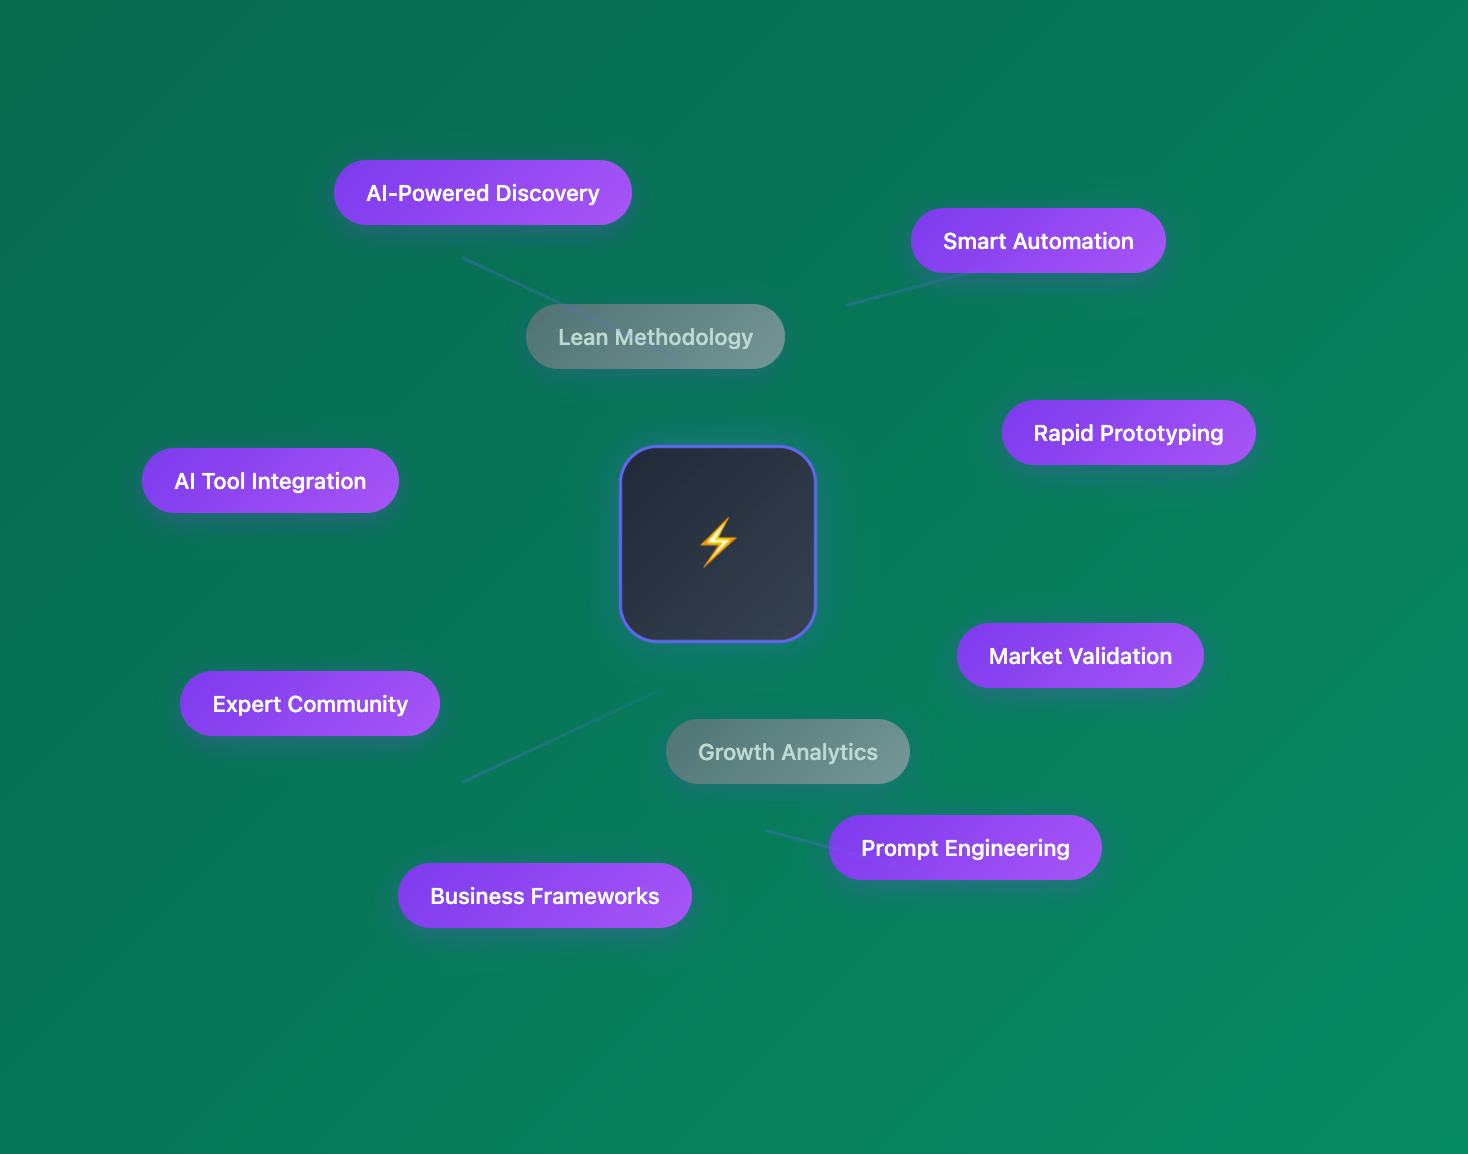 AI-Powered Discovery
Smart Automation
Lean Methodology
Rapid Prototyping
AI Tool Integration
Market Validation
Expert Community
Growth Analytics
Prompt Engineering
Business Frameworks